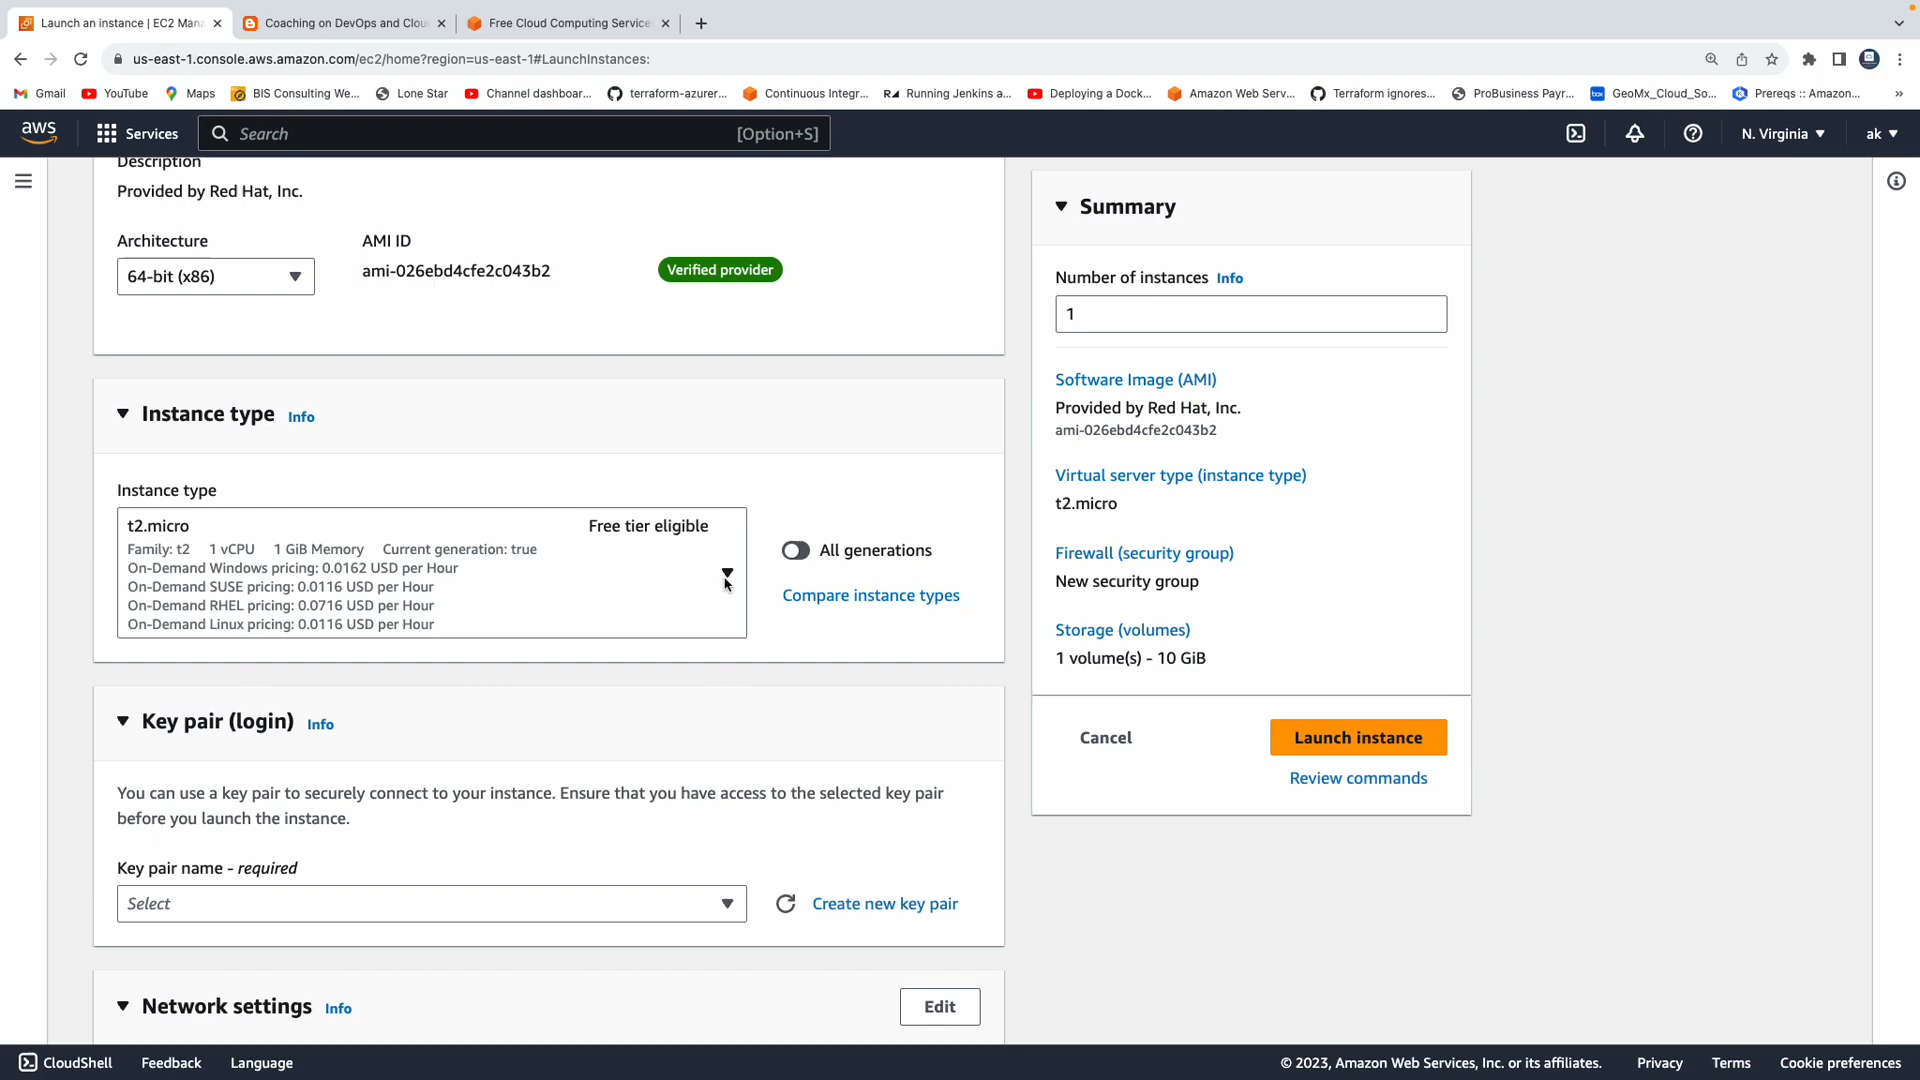 Launch an instance | EC2 Mana
Coaching on DevOps and Clou
Free Cloud Computing Service
us-east-1.console.aws.amazon.com/ec2/home?region=us-east-1#LaunchInstances:
Gmail
YouTube
Maps
BIS Consulting We...
Lone Star
Channel dashboar...
terraform-azurer...
Continuous Integr...
Running Jenkins a...
Deploying a Dock...
Amazon Web Serv...
Terraform ignores...
ProBusiness Payr...
GeoMx_Cloud_So...
Prereqs :: Amazon...
»
aws
Services
Search
[Option+S]
N. Virginia
ak
Description
Provided by Red Hat, Inc.
Architecture
64-bit (x86)
AMI ID
ami-026ebd4cfe2c043b2
Verified provider
Instance type Info
Instance type
t2.micro
Free tier eligible
Family: t2 1 vCPU 1 GiB Memory Current generation: true
On-Demand Windows pricing: 0.0162 USD per Hour
On-Demand SUSE pricing: 0.0116 USD per Hour
On-Demand RHEL pricing: 0.0716 USD per Hour
On-Demand Linux pricing: 0.0116 USD per Hour
All generations
Compare instance types
Key pair (login) Info
You can use a key pair to securely connect to your instance. Ensure that you have access to the selected key pair
before you launch the instance.
Key pair name - required
Select
Create new key pair
Network settings Info
Edit
Summary
Number of instances Info
1
Software Image (AMI)
Provided by Red Hat, Inc.
ami-026ebd4cfe2c043b2
Virtual server type (instance type)
t2.micro
Firewall (security group)
New security group
Storage (volumes)
1 volume(s) - 10 GiB
Cancel
Launch instance
Review commands
CloudShell
Feedback
Language
© 2023, Amazon Web Services, Inc. or its affiliates.
Privacy
Terms
Cookie preferences